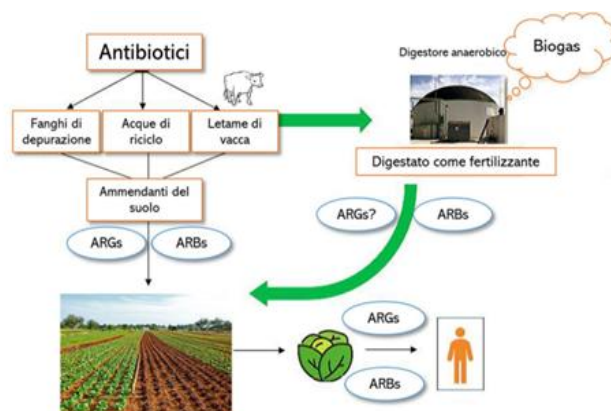 Antibiotici
Digestore anaerobico
Biogas
Fanghi di
depurazione
Acque di
riciclo
Letame di
vacca
Digestato come fertilizzante
Ammendanti del
suolo
ARGs
ARBs
ARGs?
ARBs
ARGs
ARBs